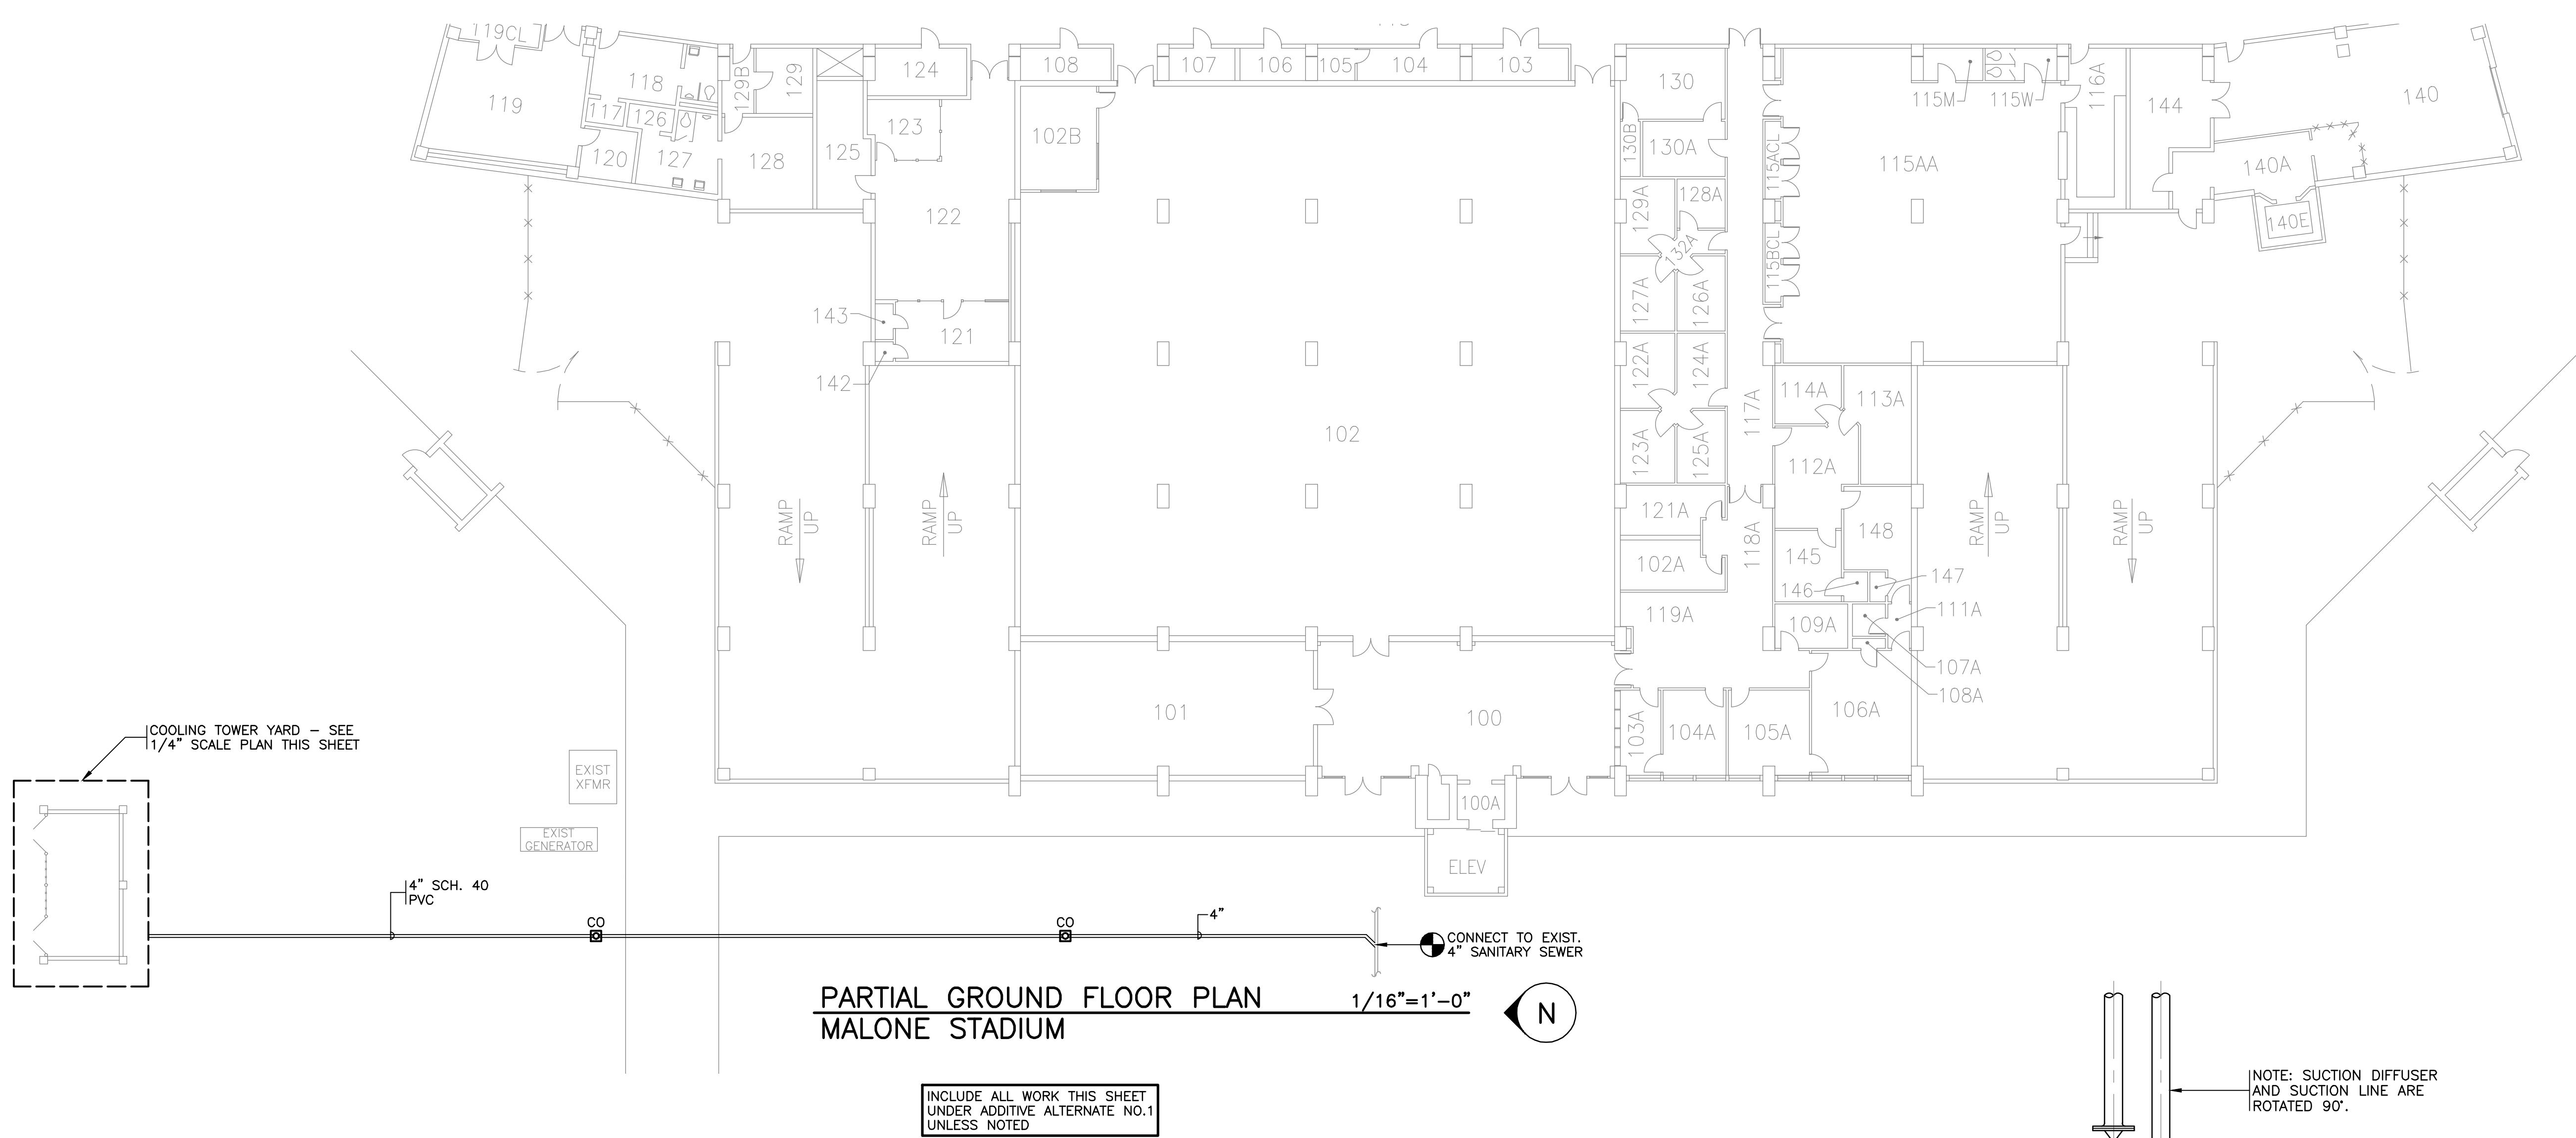 119CL
119
118
117
126
120
127
129B
129
128
125
124
123
122
143
121
142
108
102B
107
106
105
104
103
102
130
130B
130A
129A
128A
132A
127A
126A
122A
124A
123A
125A
121A
102A
117A
118A
119A
115ACL
115BCL
115AA
115M
115W
116A
144
140
140A
140E
114A
113A
112A
148
145
146
147
111A
109A
107A
108A
106A
103A
104A
105A
101
100
100A
ELEV
RAMP
UP
RAMP
UP
RAMP
UP
RAMP
UP
COOLING TOWER YARD - SEE
1/4" SCALE PLAN THIS SHEET
EXIST
XFMR
EXIST
GENERATOR
4" SCH. 40
PVC
CO
CO
4"
CONNECT TO EXIST.
4" SANITARY SEWER
PARTIAL GROUND FLOOR PLAN 1/16"=1'-0"
MALONE STADIUM
N
INCLUDE ALL WORK THIS SHEET
UNDER ADDITIVE ALTERNATE NO.1
UNLESS NOTED
NOTE: SUCTION DIFFUSER
AND SUCTION LINE ARE
ROTATED 90°.